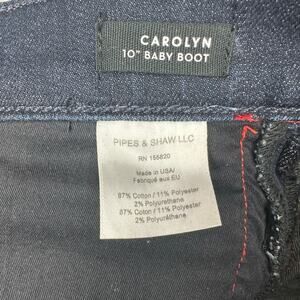 CAROLYN
10" BABY BOOT
PIPES & SHAW LLC
RN 155820
Made in USA/
Fabriqué aux EU
87% Cotton / 11% Polyester
2% Polyurethane
87% Cotton / 11% Polyester
2% Polyuréthane